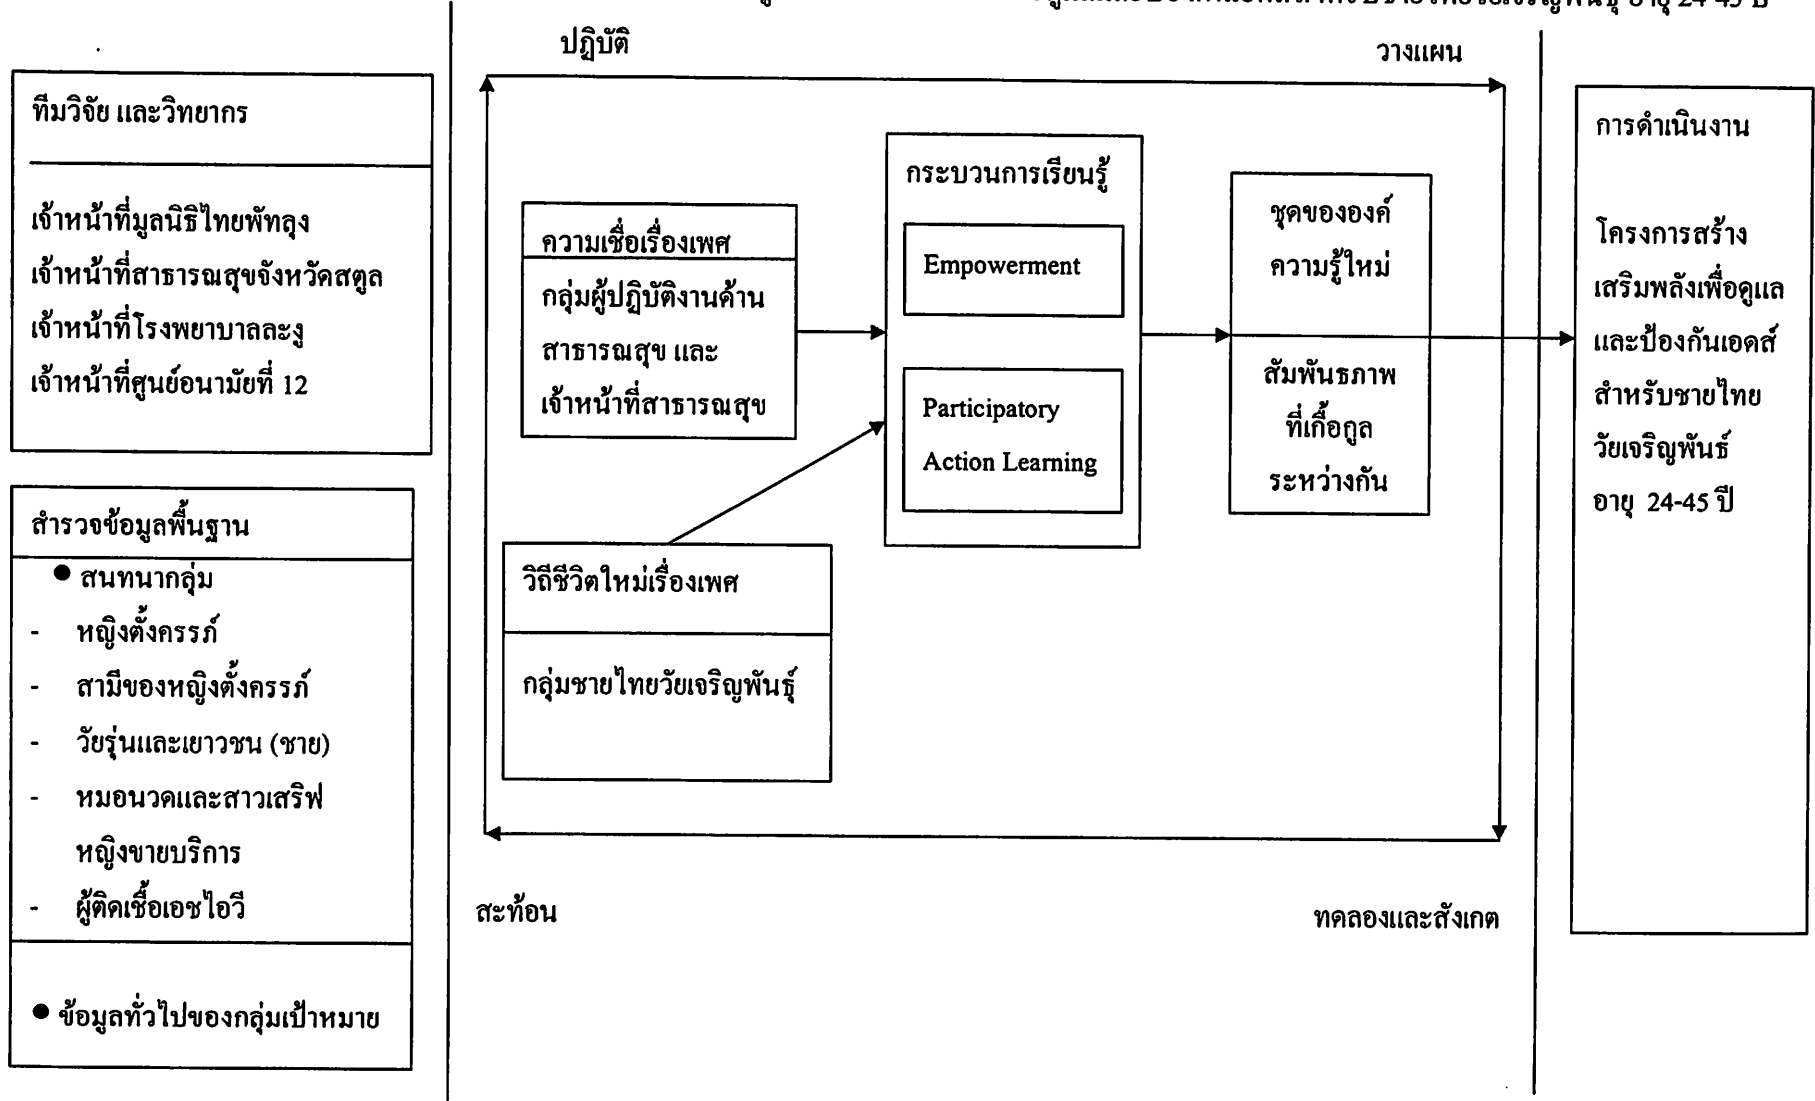 อายุ 24-45 ปี
ปฏิบัติ
วางแผน
ทีมวิจัย และวิทยากร
เจ้าหน้าที่มูลนิธิไทยพัทลุง
เจ้าหน้าที่สาธารณสุขจังหวัดสตูล
เจ้าหน้าที่โรงพยาบาลละงู
เจ้าหน้าที่ศูนย์อนามัยที่ 12
สำรวจข้อมูลพื้นฐาน
● สนทนากลุ่ม
- หญิงตั้งครรภ์
- สามีของหญิงตั้งครรภ์
- วัยรุ่นและเยาวชน (ชาย)
- หมอนวดและสาวเสริฟ
หญิงขายบริการ
- ผู้ติดเชื้อเอชไอวี
● ข้อมูลทั่วไปของกลุ่มเป้าหมาย
ความเชื่อเรื่องเพศ
กลุ่มผู้ปฏิบัติงานด้าน
สาธารณสุข และ
เจ้าหน้าที่สาธารณสุข
วิถีชีวิตใหม่เรื่องเพศ
กลุ่มชายไทยวัยเจริญพันธุ์
กระบวนการเรียนรู้
Empowerment
Participatory
Action Learning
ชุดขององค์
ความรู้ใหม่
สัมพันธภาพ
ที่เกื้อกูล
ระหว่างกัน
สะท้อน
ทดลองและสังเกต
การดำเนินงาน
โครงการสร้าง
เสริมพลังเพื่อดูแล
และป้องกันเอดส์
สำหรับชายไทย
วัยเจริญพันธ์
อายุ 24-45 ปี